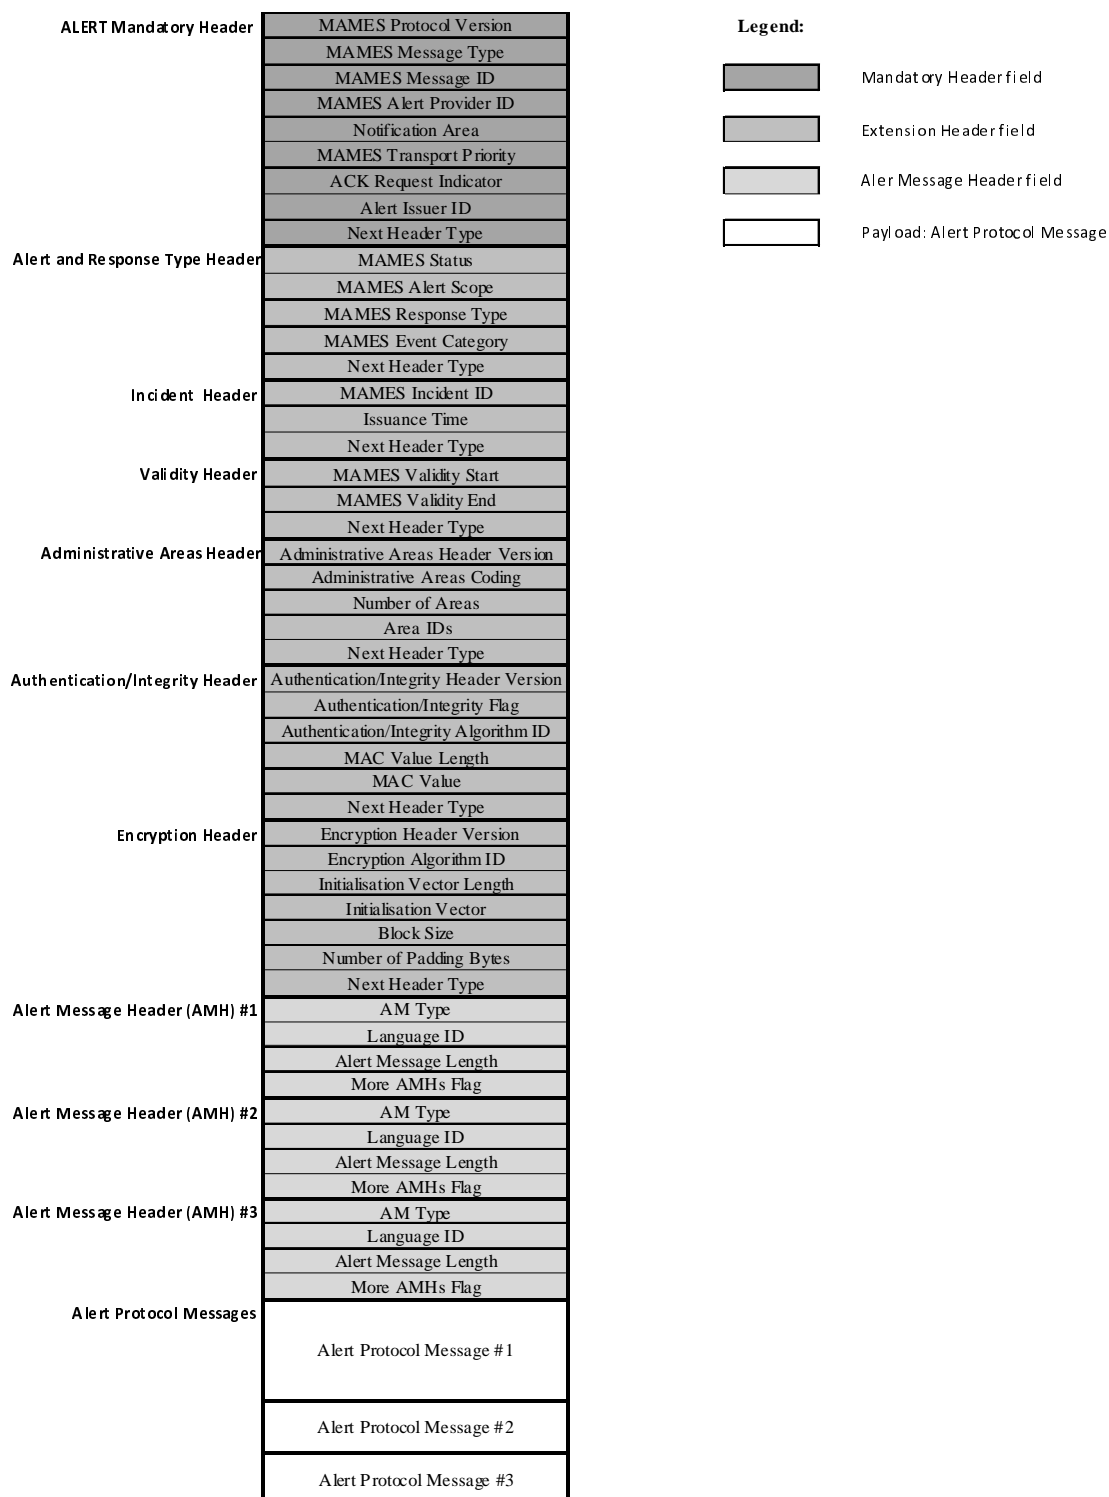 ALERT Mandatory Header
MAMES Protocol Version
MAMES Message Type
MAMES Message ID
MAMES Alert Provider ID
Notification Area
MAMES Transport Priority
ACK Request Indicator
Alert Issuer ID
Next Header Type
Alert and Response Type Header
MAMES Status
MAMES Alert Scope
MAMES Response Type
MAMES Event Category
Next Header Type
Incident Header
MAMES Incident ID
Issuance Time
Next Header Type
Validity Header
MAMES Validity Start
MAMES Validity End
Next Header Type
Administrative Areas Header
Administrative Areas Header Version
Administrative Areas Coding
Number of Areas
Area IDs
Next Header Type
Authentication/Integrity Header
Authentication/Integrity Header Version
Authentication/Integrity Flag
Authentication/Integrity Algorithm ID
MAC Value Length
MAC Value
Next Header Type
Encryption Header
Encryption Header Version
Encryption Algorithm ID
Initialisation Vector Length
Initialisation Vector
Block Size
Number of Padding Bytes
Next Header Type
Alert Message Header (AMH) #1
AM Type
Language ID
Alert Message Length
More AMHs Flag
Alert Message Header (AMH) #2
AM Type
Language ID
Alert Message Length
More AMHs Flag
Alert Message Header (AMH) #3
AM Type
Language ID
Alert Message Length
More AMHs Flag
Alert Protocol Messages
Alert Protocol Message #1
Alert Protocol Message #2
Alert Protocol Message #3
Legend:
Mandatory Header field
Extension Header field
Aler Message Header field
Payload: Alert Protocol Message